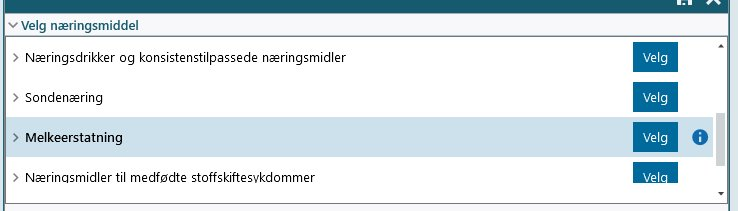 Velg næringsmiddel
Næringsdrikker og konsistenstilpassede næringsmidler Velg
Sondenæring Velg
Melkeerstatning Velg
Næringsmidler til medfødte stoffskiftesykdommer Velg